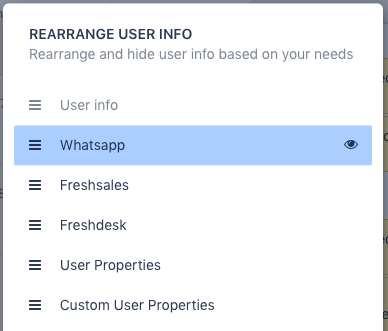 REARRANGE USER INFO
Rearrange and hide user info based on your needs
User info
Whatsapp
Freshsales
Freshdesk
User Properties
Custom User Properties